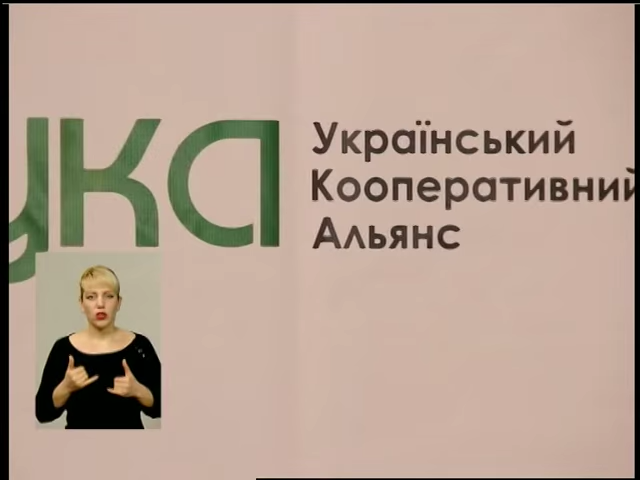 ука
Український
Кооперативний
Альянс